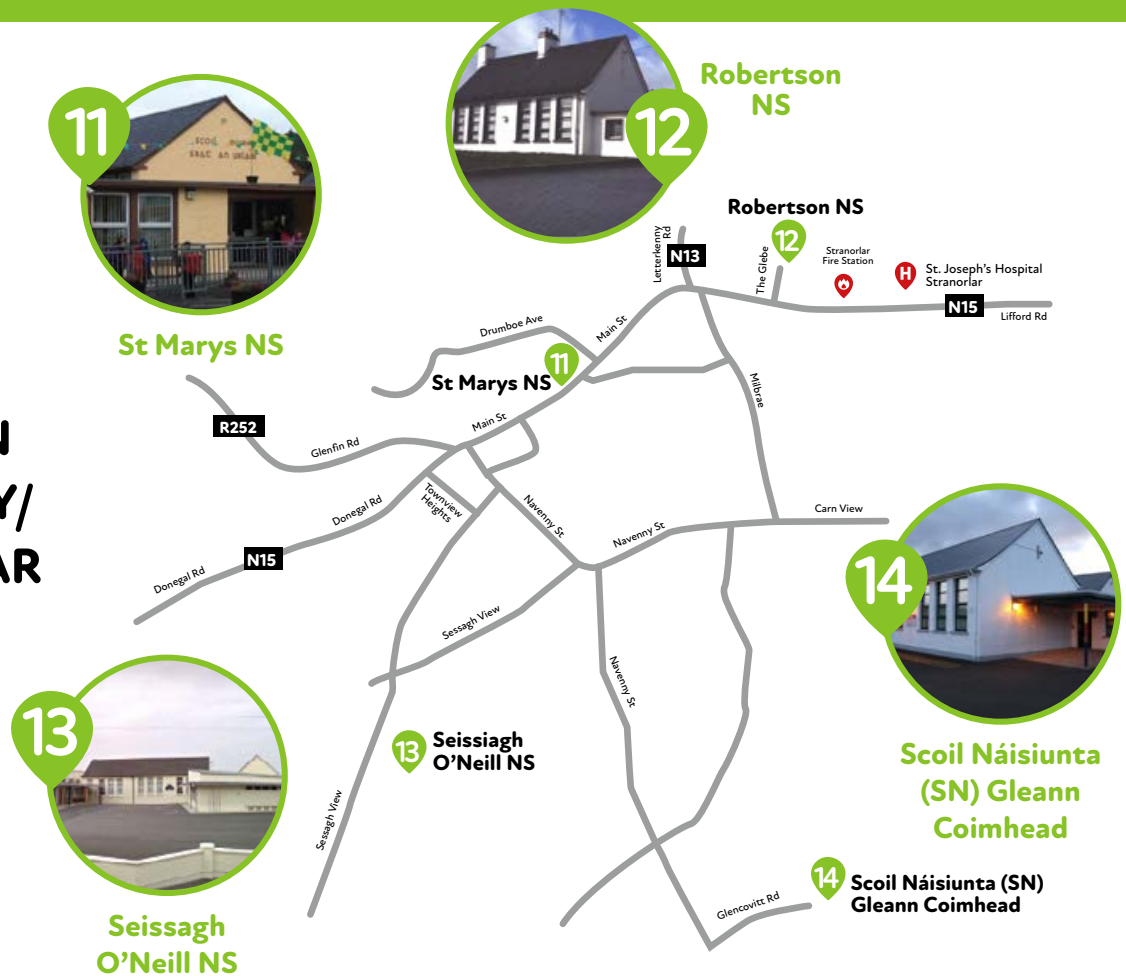 11
St Marys NS
12
Robertson
NS
N
Y/
AR
13
Seissagh
O'Neill NS
14
Scoil Náisiunta
(SN) Gleann
Coimhead
Robertson NS
12
Letterkenny
Rd
N13
The Glebe
Stranorlar
Fire Station
H
St. Joseph's Hospital
Stranorlar
N15
Lifford Rd
Drumboe Ave
Main St
11
St Marys NS
Milbrae
Main St
R252
Glenfin Rd
Townview
Heights
Donegal Rd
Navenny St
Navenny St
Carn View
N15
Donegal Rd
Sessagh View
Navenny St
13
Seissiagh
O'Neill NS
Sessagh View
14
Scoil Náisiunta (SN)
Gleann Coimhead
Glencovitt Rd